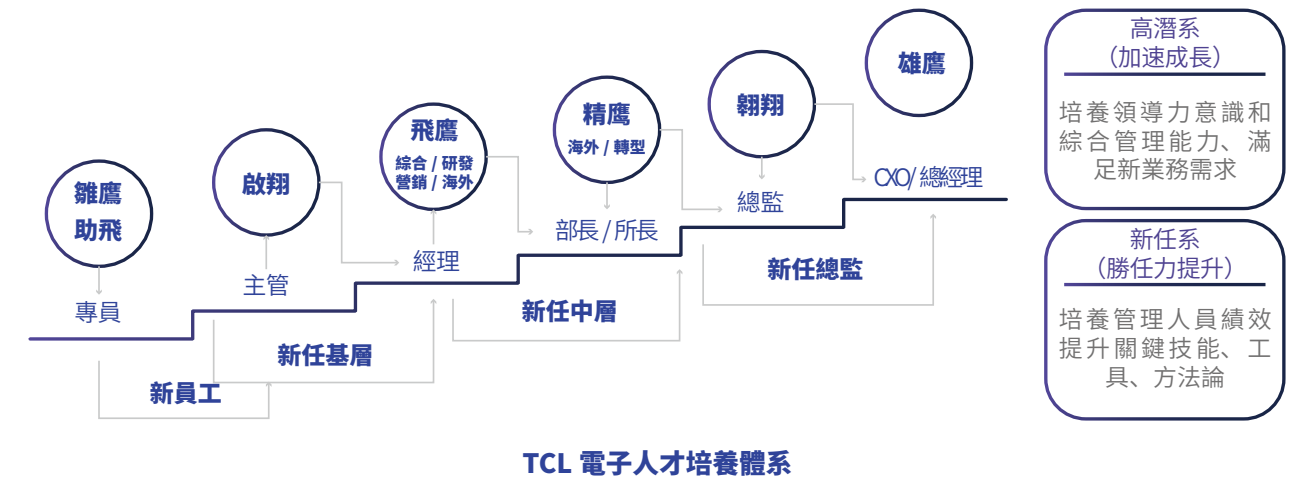 雛鷹
助飛
專員
啟翔
主管
飛鷹
綜合 / 研發
營銷 / 海外
經理
精鷹
海外 / 轉型
部長 / 所長
翱翔
總監
雄鷹
CXO/ 總經理
新員工
新任基層
新任中層
新任總監
高潛系
（加速成長）
培養領導力意識和
綜合管理能力、滿
足新業務需求
新任系
（勝任力提升）
培養管理人員績效
提升關鍵技能、工
具、方法論
TCL 電子人才培養體系